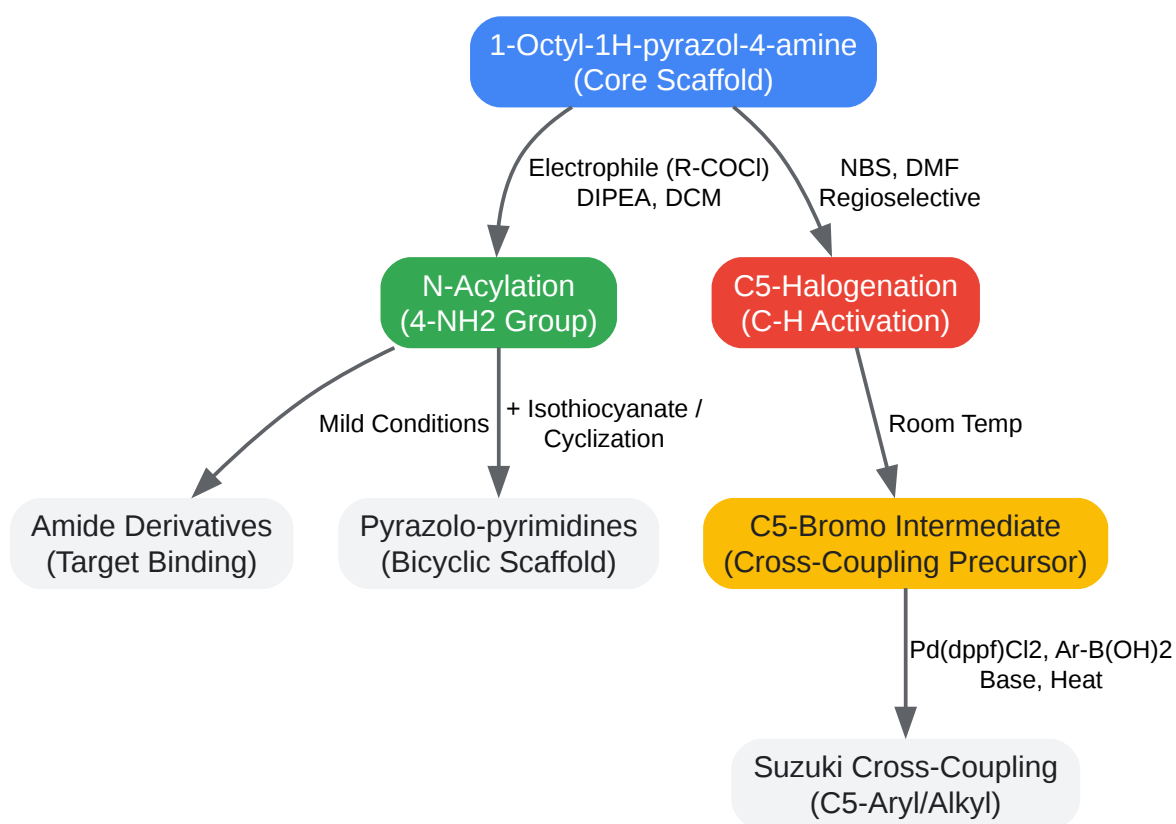 1-Octyl-1H-pyrazol-4-amine
(Core Scaffold)
Electrophile (R-COCl)
DIPEA, DCM
NBS, DMF
Regioselective
N-Acylation
(4-NH2 Group)
C5-Halogenation
(C-H Activation)
Mild Conditions
+ Isothiocyanate /
Cyclization
Room Temp
Amide Derivatives
(Target Binding)
Pyrazolo-pyrimidines
(Bicyclic Scaffold)
C5-Bromo Intermediate
(Cross-Coupling Precursor)
Pd(dppf)Cl2, Ar-B(OH)2
Base, Heat
Suzuki Cross-Coupling
(C5-Aryl/Alkyl)